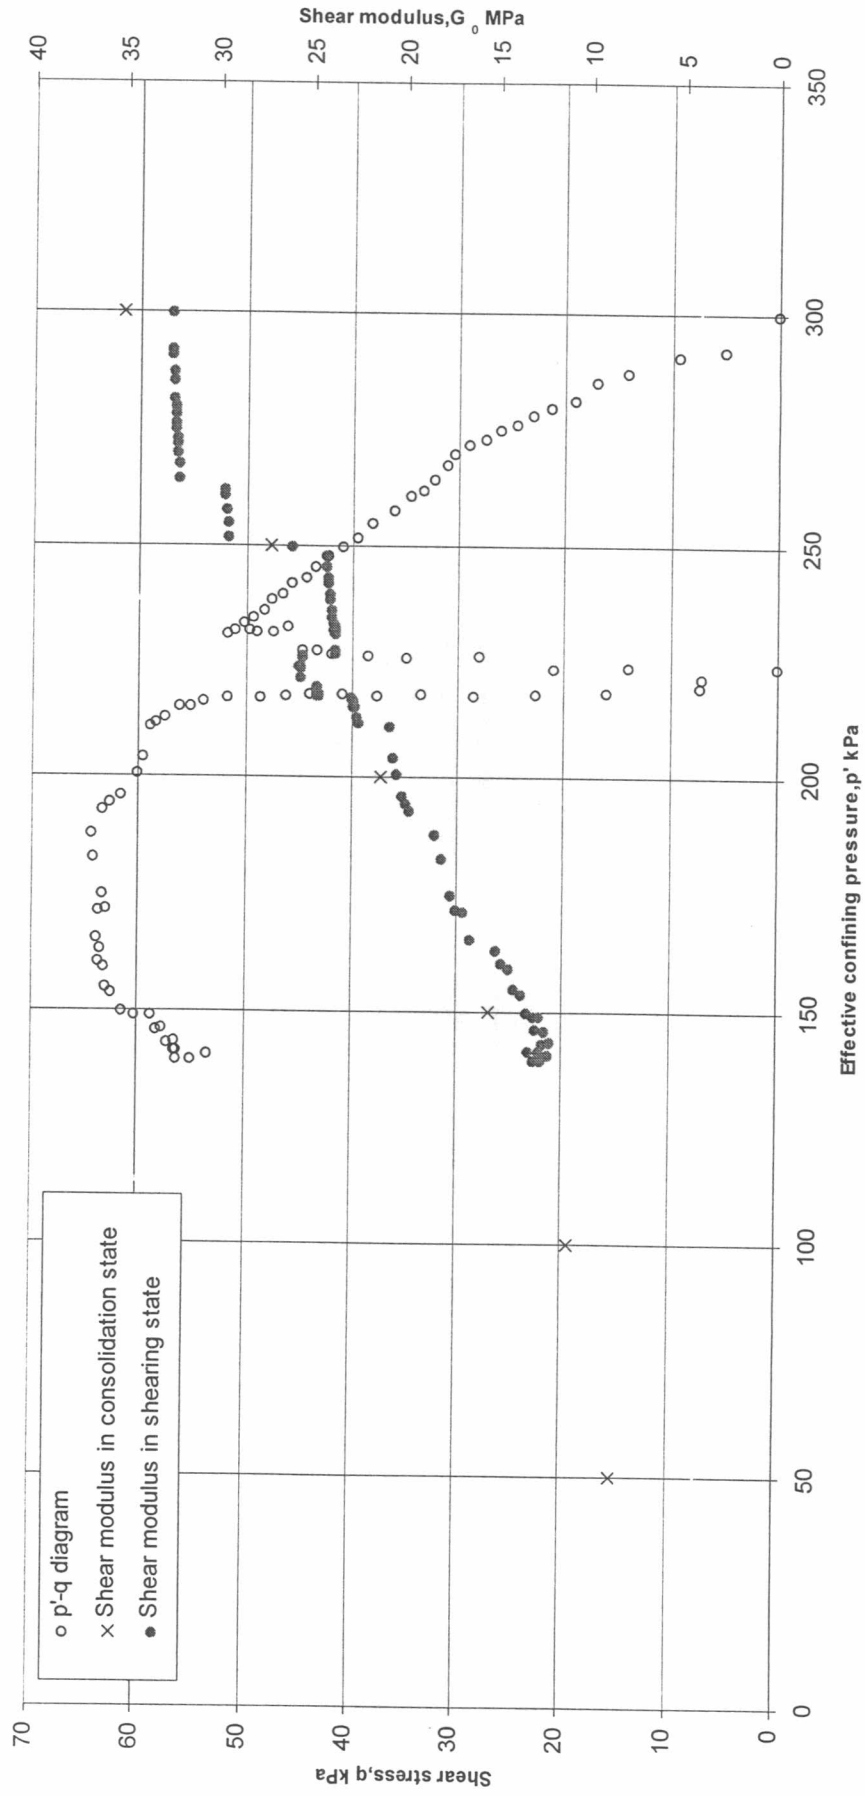 Shear modulus,G 0 MPa
40 35 30 25 20 15 10 5 0
o p'-q diagram
× Shear modulus in consolidation state
● Shear modulus in shearing state
70 60 50 40 30 20 10 0
Shear stress,q kPa
0 50 100 150 200 250 300 350
Effective confining pressure,p' kPa